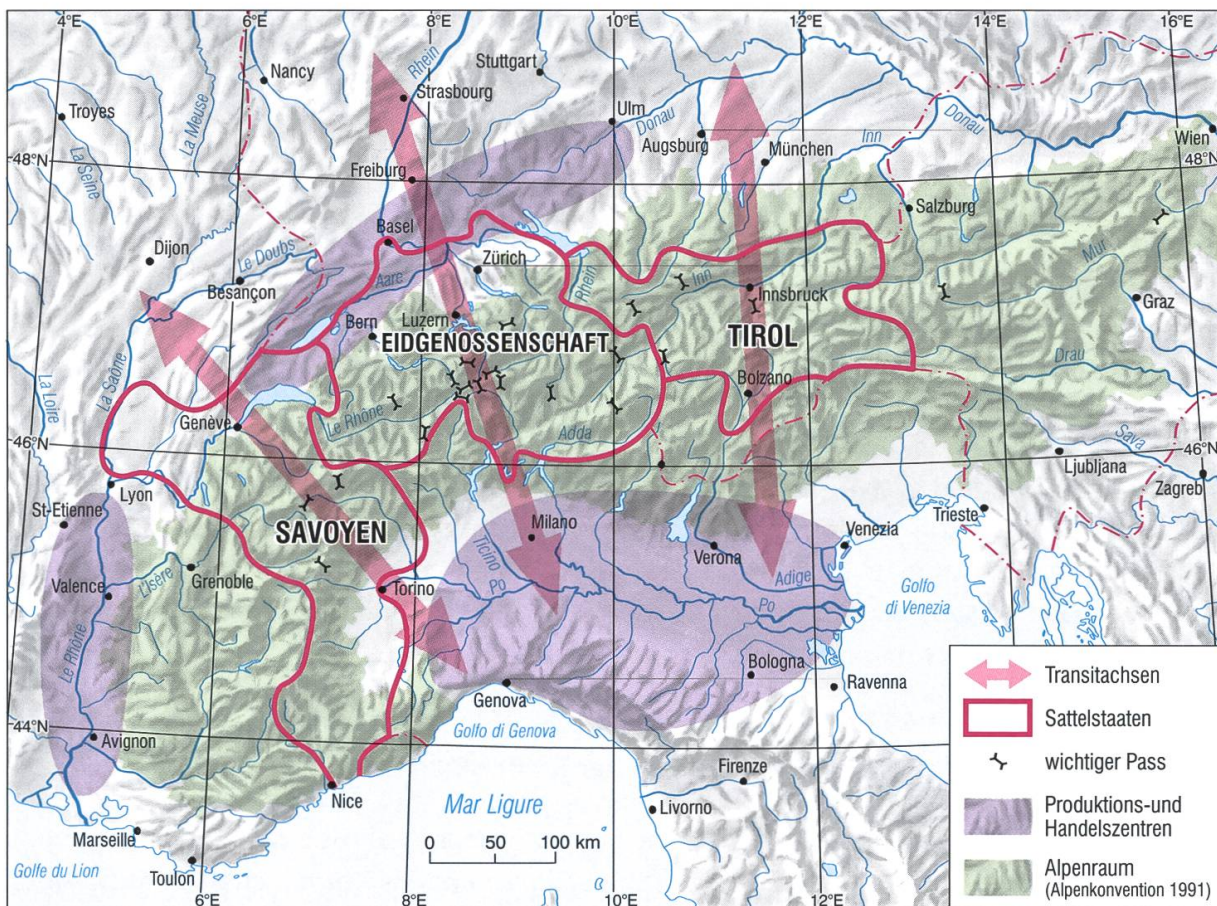 4°E
6°E
8°E
10°E
12°E
14°E
16°E
Nancy
Stuttgart
Rhein
Strasbourg
Troyes
La Meuse
Ulm
Donau
Augsburg
München
Inn
Donau
Wien
48°N
48°N
La Seine
Freiburg
Salzburg
Basel
Dijon
Le Doubs
Zürich
Rhein
Inn
Mur
Besançon
Aare
Innsbruck
Graz
Bern
Luzern
EIDGENOSSENSCHAFT
TIROL
La Saône
La Loire
Bolzano
Drau
Le Rhône
Genève
Adda
46°N
46°N
Sava
Ljubljana
Zagreb
Lyon
St-Etienne
SAVOYEN
Milano
Venezia
Trieste
Ticino
Verona
Grenoble
L'Isère
Valence
Torino
Po
Adige
Po
Golfo
di Venezia
Le Rhône
Bologna
Ravenna
Genova
44°N
Avignon
Golfo di Genova
Firenze
Nice
Mar Ligure
Livorno
Marseille
0 50 100 km
Golfe du Lion
Toulon
6°E
8°E
10°E
12°E
Transitachsen
Sattelstaaten
wichtiger Pass
Produktions-und
Handelszentren
Alpenraum
(Alpenkonvention 1991)